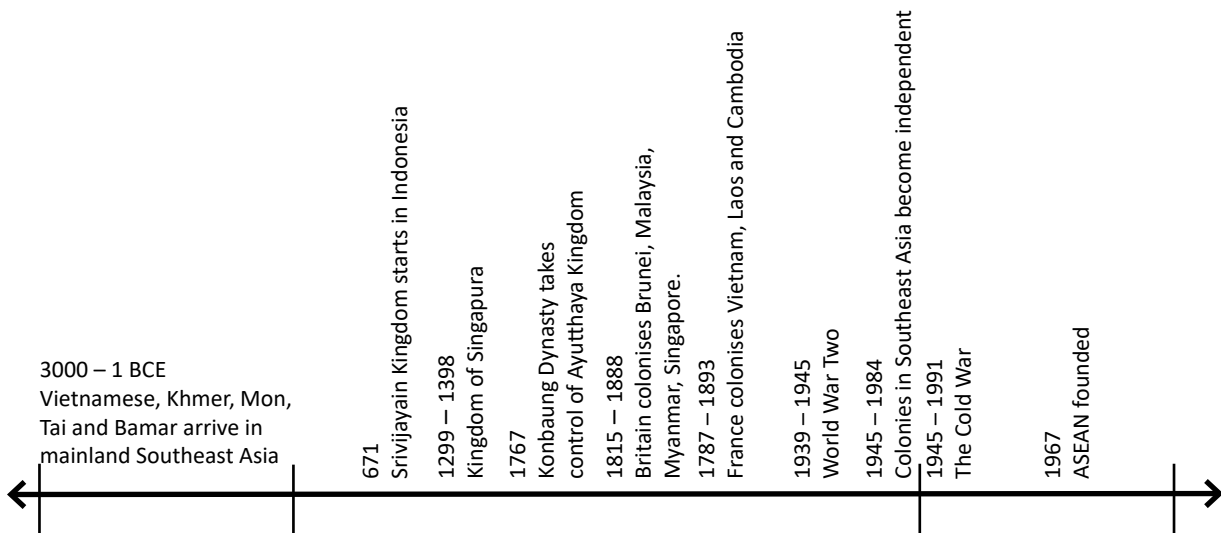 3000 – 1 BCE
Vietnamese, Khmer, Mon,
Tai and Bamar arrive in
mainland Southeast Asia
671
Srivijayain Kingdom starts in Indonesia
1299 – 1398
Kingdom of Singapura
1767
Konbaung Dynasty takes
control of Ayutthaya Kingdom
1815 – 1888
Britain colonises Brunei, Malaysia,
Myanmar, Singapore.
1787 – 1893
France colonises Vietnam, Laos and Cambodia
1939 – 1945
World War Two
1945 – 1984
Colonies in Southeast Asia become independent
1945 – 1991
The Cold War
1967
ASEAN founded